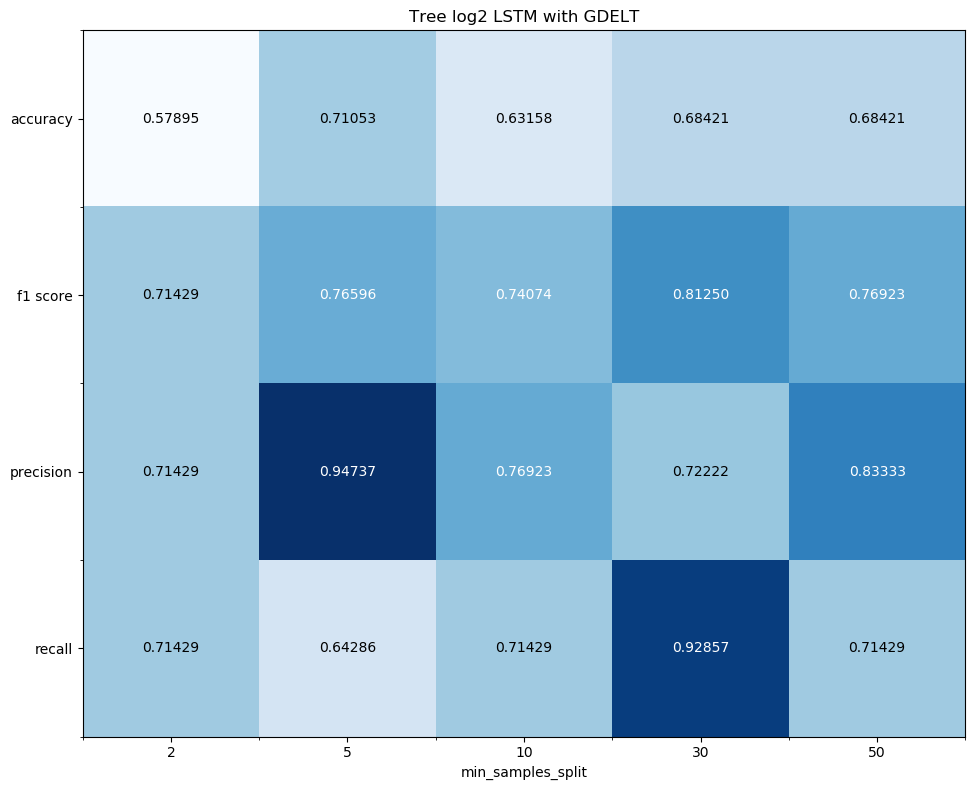 Tree log2 LSTM with GDELT
accuracy 0.57895 0.71053 0.63158 0.68421 0.68421
f1 score 0.71429 0.76596 0.74074 0.81250 0.76923
precision 0.71429 0.94737 0.76923 0.72222 0.83333
recall 0.71429 0.64286 0.71429 0.92857 0.71429
2 5 10 30 50
min_samples_split